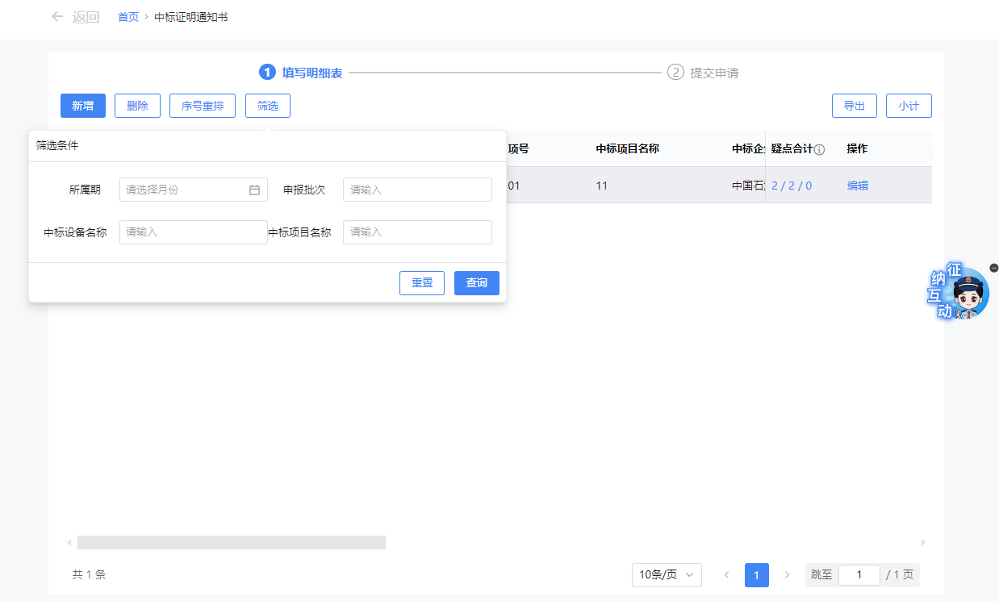 返回 首页 > 中标证明通知书
1 填写明细表 2 提交申请
新增 删除 序号重排 筛选 导出 小计
筛选条件
项号 中标项目名称 中标企 疑点合计 操作
所属期 请选择月份 申报批次 请输入
01 11 中国石 2 / 2 / 0 编辑
中标设备名称 请输入 中标项目名称 请输入
重置 查询
征纳互动
共 1 条 10条/页 < 1 > 跳至 1 / 1 页